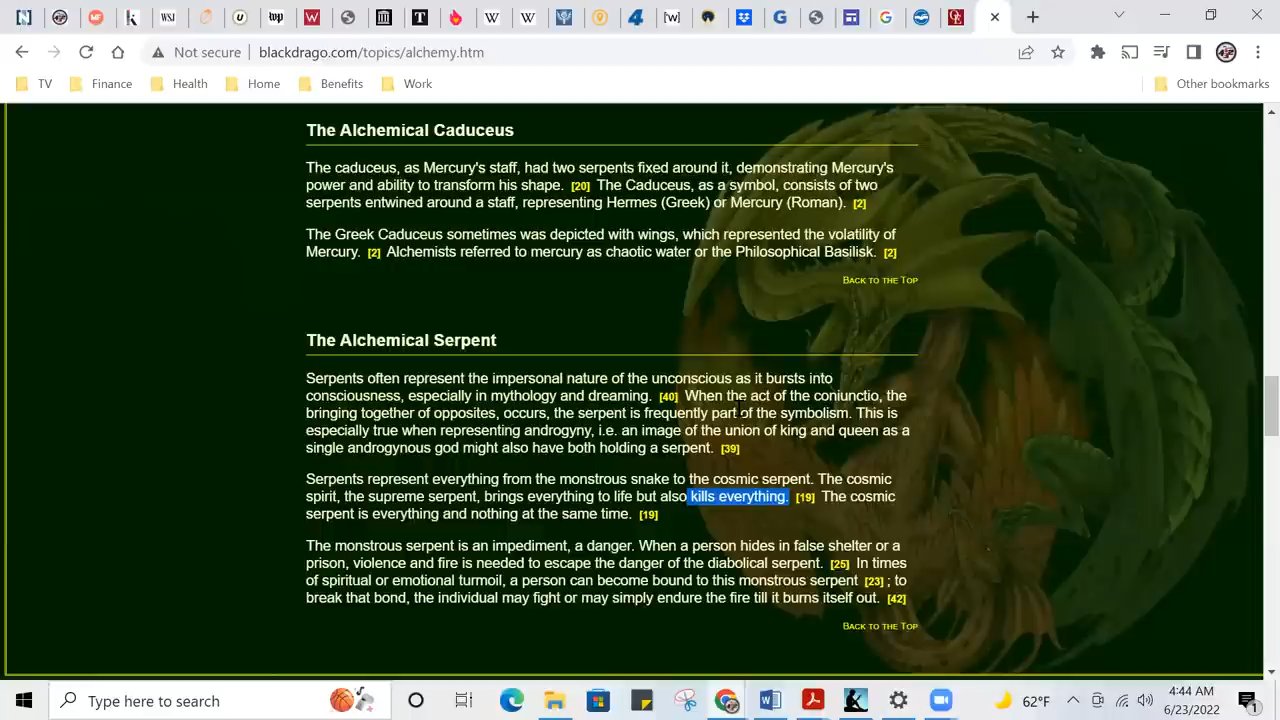 Not secure
blackdrago.com/topics/alchemy.htm
TV
Finance
Health
Home
Benefits
Work
Other bookmarks
The Alchemical Caduceus
The caduceus, as Mercury's staff, had two serpents fixed around it, demonstrating Mercury's
power and ability to transform his shape. [20] The Caduceus, as a symbol, consists of two
serpents entwined around a staff, representing Hermes (Greek) or Mercury (Roman). [2]
The Greek Caduceus sometimes was depicted with wings, which represented the volatility of
Mercury. [2] Alchemists referred to mercury as chaotic water or the Philosophical Basilisk. [2]
BACK TO THE TOP
The Alchemical Serpent
Serpents often represent the impersonal nature of the unconscious as it bursts into
consciousness, especially in mythology and dreaming. [40] When the act of the coniunctio, the
bringing together of opposites, occurs, the serpent is frequently part of the symbolism. This is
especially true when representing androgyny, i.e. an image of the union of king and queen as a
single androgynous god might also have both holding a serpent. [39]
Serpents represent everything from the monstrous snake to the cosmic serpent. The cosmic
spirit, the supreme serpent, brings everything to life but also kills everything. [19] The cosmic
serpent is everything and nothing at the same time. [19]
The monstrous serpent is an impediment, a danger. When a person hides in false shelter or a
prison, violence and fire is needed to escape the danger of the diabolical serpent. [25] In times
of spiritual or emotional turmoil, a person can become bound to this monstrous serpent [23] ; to
break that bond, the individual may fight or may simply endure the fire till it burns itself out. [42]
BACK TO THE TOP
Type here to search
62°F
4:44 AM
6/23/2022